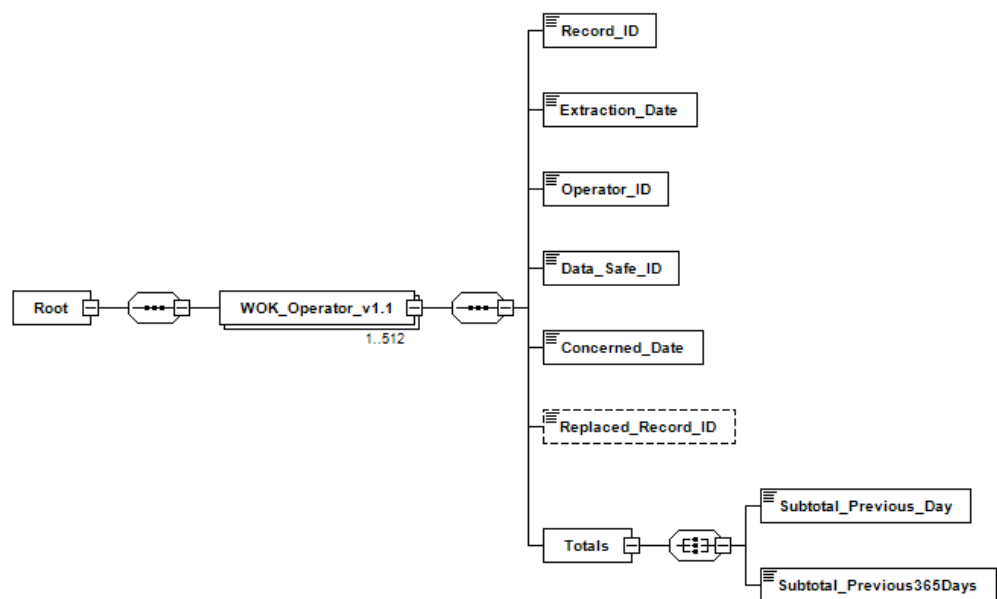 Record_ID
Extraction_Date
Operator_ID
Data_Safe_ID
Root
WOK_Operator_v1.1
1..512
Concerned_Date
Replaced_Record_ID
Subtotal_Previous_Day
Totals
Subtotal_Previous365Days